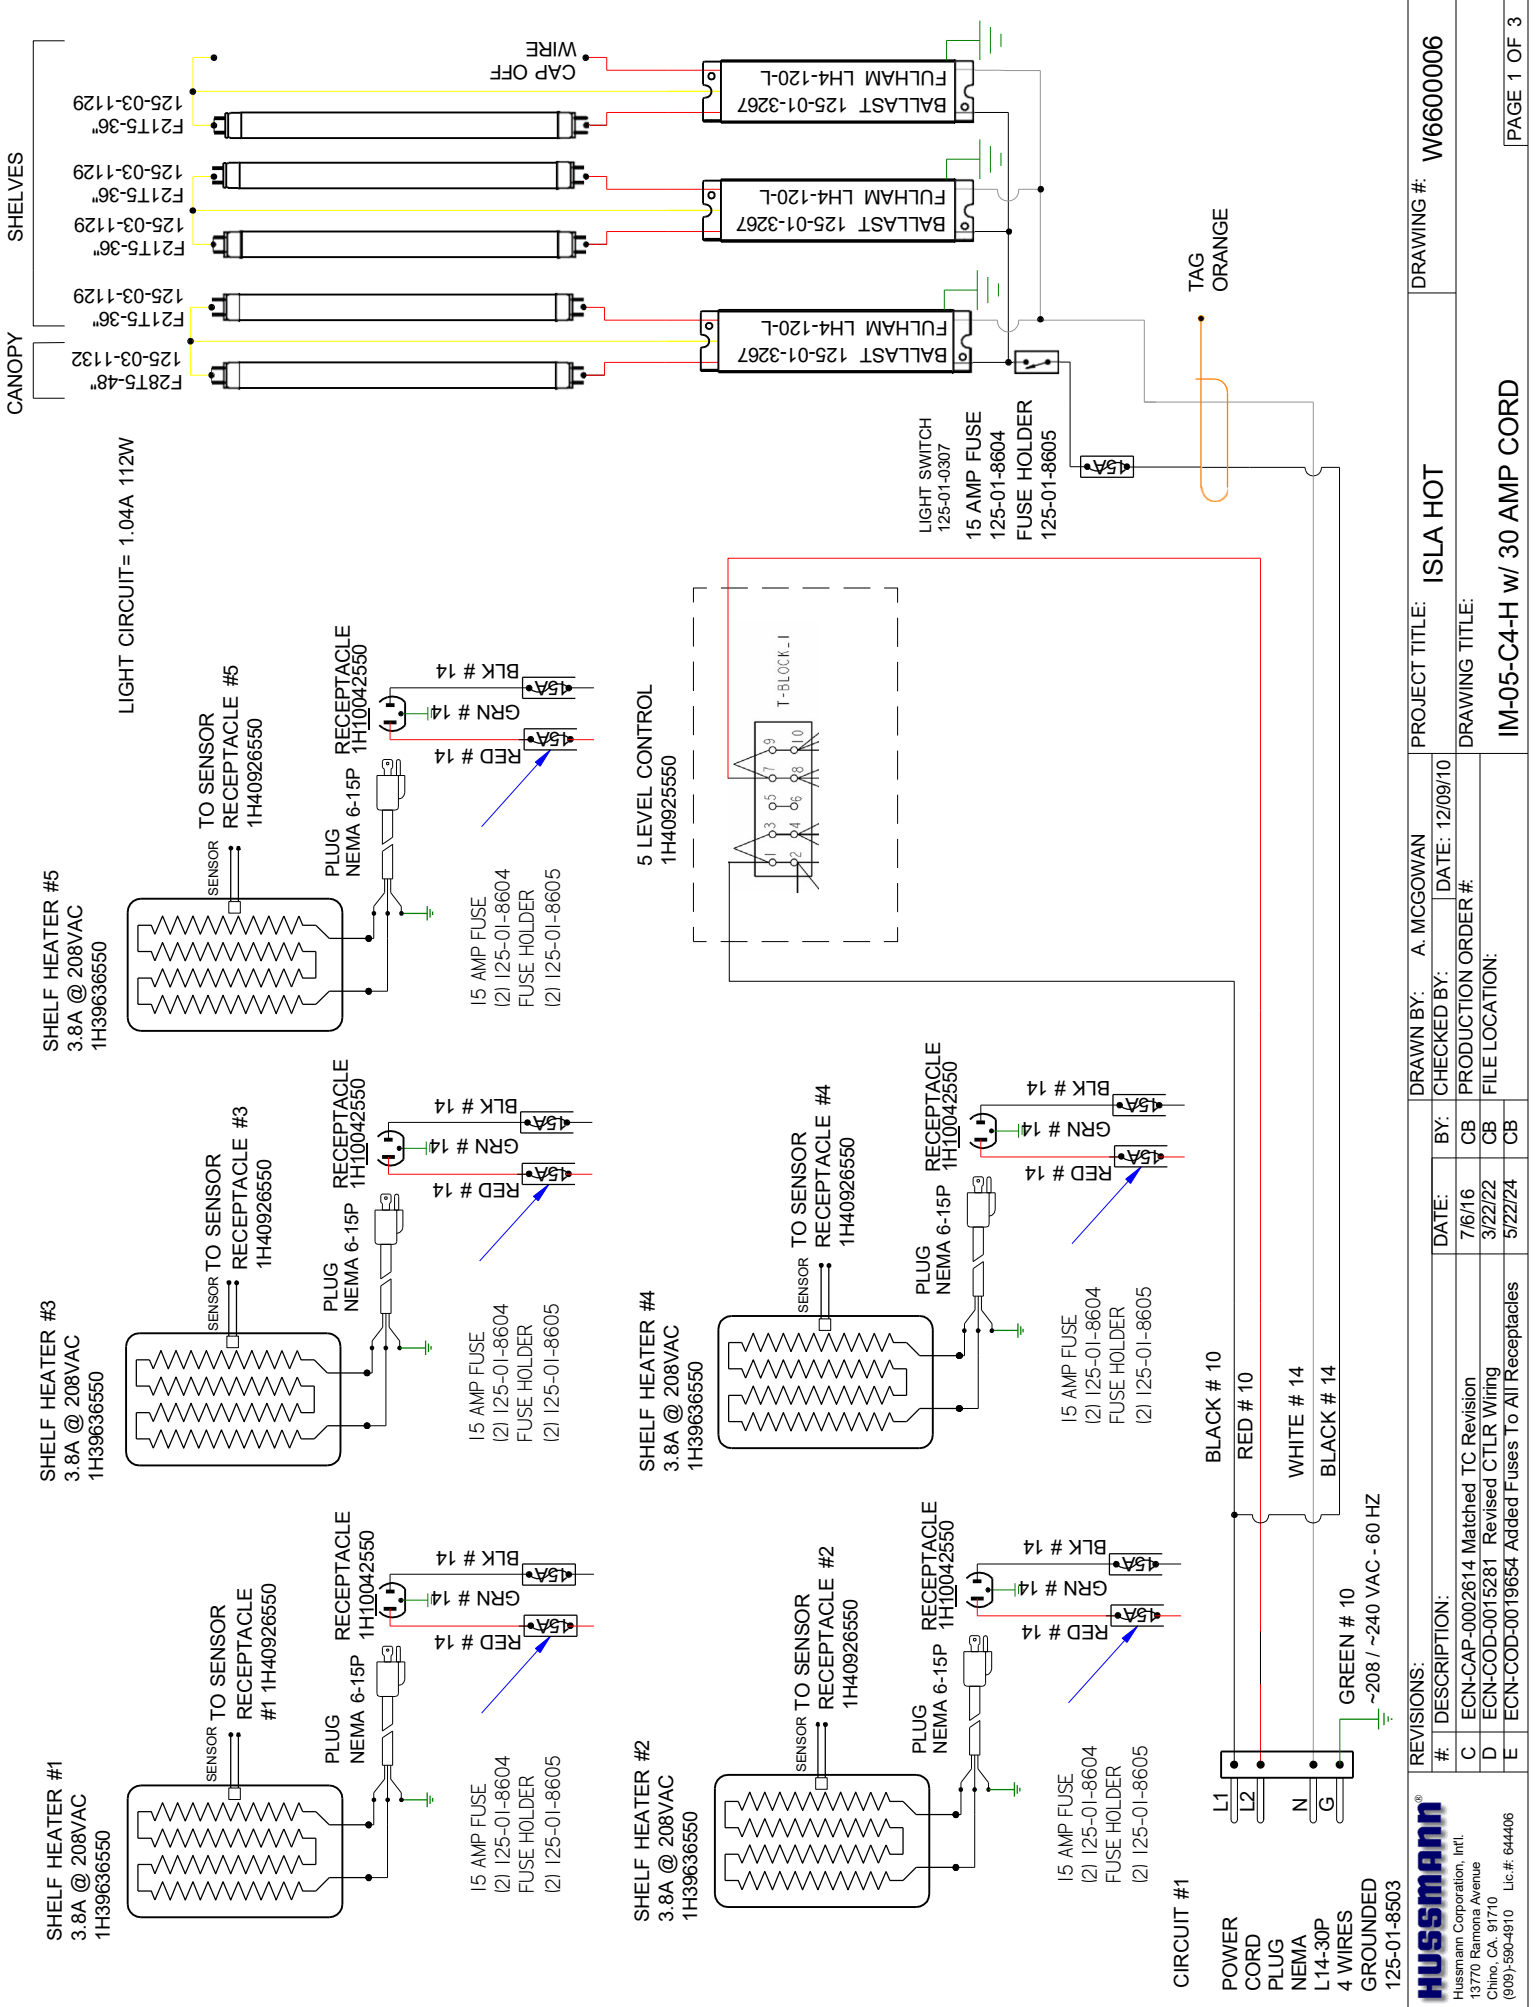 SHELF HEATER #1
3.8A @ 208VAC
1H39636550
SENSOR
TO SENSOR
RECEPTACLE
#1 1H40926550
PLUG
NEMA 6-15P
RECEPTACLE
1H10042550
15 AMP FUSE
(2) 125-01-8604
FUSE HOLDER
(2) 125-01-8605
RED # 14
GRN # 14
BLK # 14
15A
15A
SHELF HEATER #3
3.8A @ 208VAC
1H39636550
SENSOR
TO SENSOR
RECEPTACLE #3
1H40926550
PLUG
NEMA 6-15P
RECEPTACLE
1H10042550
15 AMP FUSE
(2) 125-01-8604
FUSE HOLDER
(2) 125-01-8605
RED # 14
GRN # 14
BLK # 14
15A
15A
SHELF HEATER #5
3.8A @ 208VAC
1H39636550
SENSOR
TO SENSOR
RECEPTACLE #5
1H40926550
PLUG
NEMA 6-15P
RECEPTACLE
1H10042550
15 AMP FUSE
(2) 125-01-8604
FUSE HOLDER
(2) 125-01-8605
RED # 14
GRN # 14
BLK # 14
15A
15A
LIGHT CIRCUIT= 1.04A 112W
CANOPY
SHELVES
F28T5-48"
125-03-1132
F21T5-36"
125-03-1129
F21T5-36"
125-03-1129
F21T5-36"
125-03-1129
F21T5-36"
125-03-1129
CAP OFF
WIRE
BALLAST 125-01-3267
FULHAM LH4-120-L
BALLAST 125-01-3267
FULHAM LH4-120-L
BALLAST 125-01-3267
FULHAM LH4-120-L
SHELF HEATER #2
3.8A @ 208VAC
1H39636550
SENSOR
TO SENSOR
RECEPTACLE #2
1H40926550
PLUG
NEMA 6-15P
RECEPTACLE
1H10042550
15 AMP FUSE
(2) 125-01-8604
FUSE HOLDER
(2) 125-01-8605
RED # 14
GRN # 14
BLK # 14
15A
15A
SHELF HEATER #4
3.8A @ 208VAC
1H39636550
SENSOR
TO SENSOR
RECEPTACLE #4
1H40926550
PLUG
NEMA 6-15P
RECEPTACLE
1H10042550
15 AMP FUSE
(2) 125-01-8604
FUSE HOLDER
(2) 125-01-8605
RED # 14
GRN # 14
BLK # 14
15A
15A
5 LEVEL CONTROL
1H40925550
T-BLOCK_1
1 3 5 7 9
2 4 6 8 10
LIGHT SWITCH
125-01-0307
15 AMP FUSE
125-01-8604
FUSE HOLDER
125-01-8605
15A
TAG
ORANGE
CIRCUIT #1
POWER
CORD
PLUG
NEMA
L14-30P
4 WIRES
GROUNDED
125-01-8503
L1
L2
N
G
BLACK # 10
RED # 10
WHITE # 14
BLACK # 14
GREEN # 10
~208 / ~240 VAC - 60 HZ
HUSSMANN®
Hussmann Corporation, Int'l.
13770 Ramona Avenue
Chino, CA. 91710
(909)-590-4910 Lic.#: 644406
REVISIONS:
#: DESCRIPTION: DATE: BY:
C ECN-CAP-0002614 Matched TC Revision 7/6/16 CB
D ECN-COD-0015281 Revised CTLR Wiring 3/22/22 CB
E ECN-COD-0019654 Added Fuses To All Receptacles 5/22/24 CB
DRAWN BY: A. MCGOWAN
CHECKED BY: DATE: 12/09/10
PRODUCTION ORDER #:
FILE LOCATION:
PROJECT TITLE: ISLA HOT
DRAWING TITLE:
IM-05-C4-H w/ 30 AMP CORD
DRAWING #: W6600006
PAGE 1 OF 3